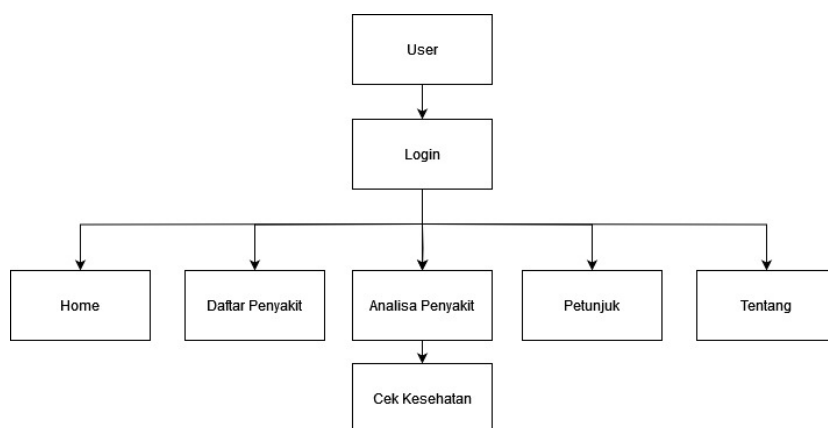 User
Login
Home
Daftar Penyakit
Analisa Penyakit
Petunjuk
Tentang
Cek Kesehatan